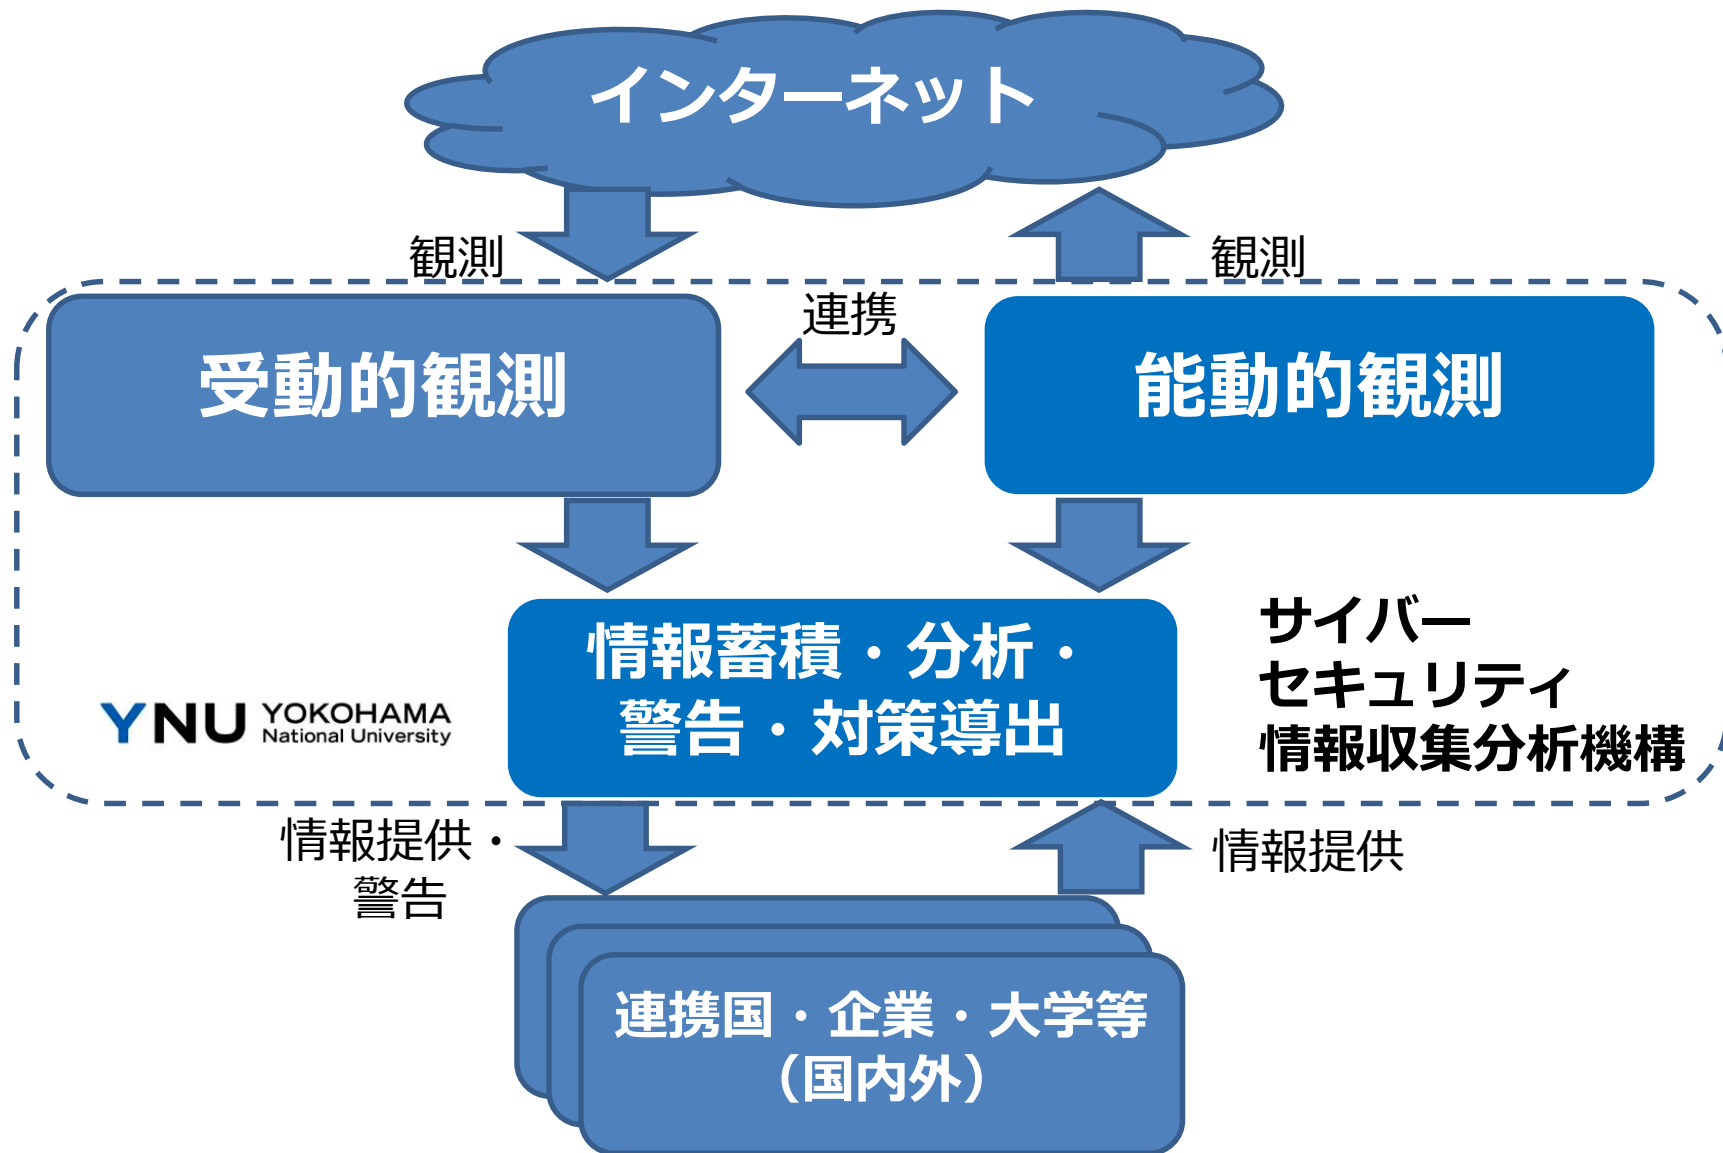 インターネット
観測
観測
連携
受動的観測
能動的観測
情報蓄積・分析・
警告・対策導出
サイバー
セキュリティ
情報収集分析機構
YNU YOKOHAMA
National University
情報提供・
警告
情報提供
連携国・企業・大学等
（国内外）